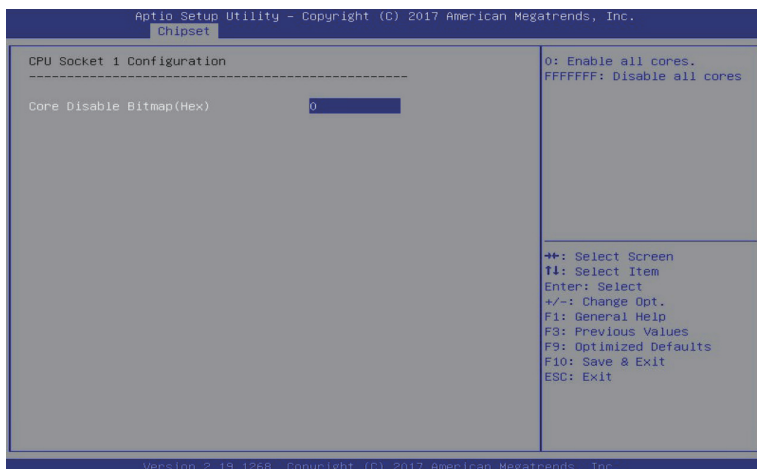 Aptio Setup Utility – Copyright (C) 2017 American Megatrends, Inc.
Chipset
CPU Socket 1 Configuration
--------------------------------------------------
Core Disable Bitmap(Hex) 0
0: Enable all cores.
FFFFFFF: Disable all cores
→←: Select Screen
↑↓: Select Item
Enter: Select
+/-: Change Opt.
F1: General Help
F3: Previous Values
F9: Optimized Defaults
F10: Save & Exit
ESC: Exit
Version 2.19.1268. Copyright (C) 2017 American Megatrends, Inc.